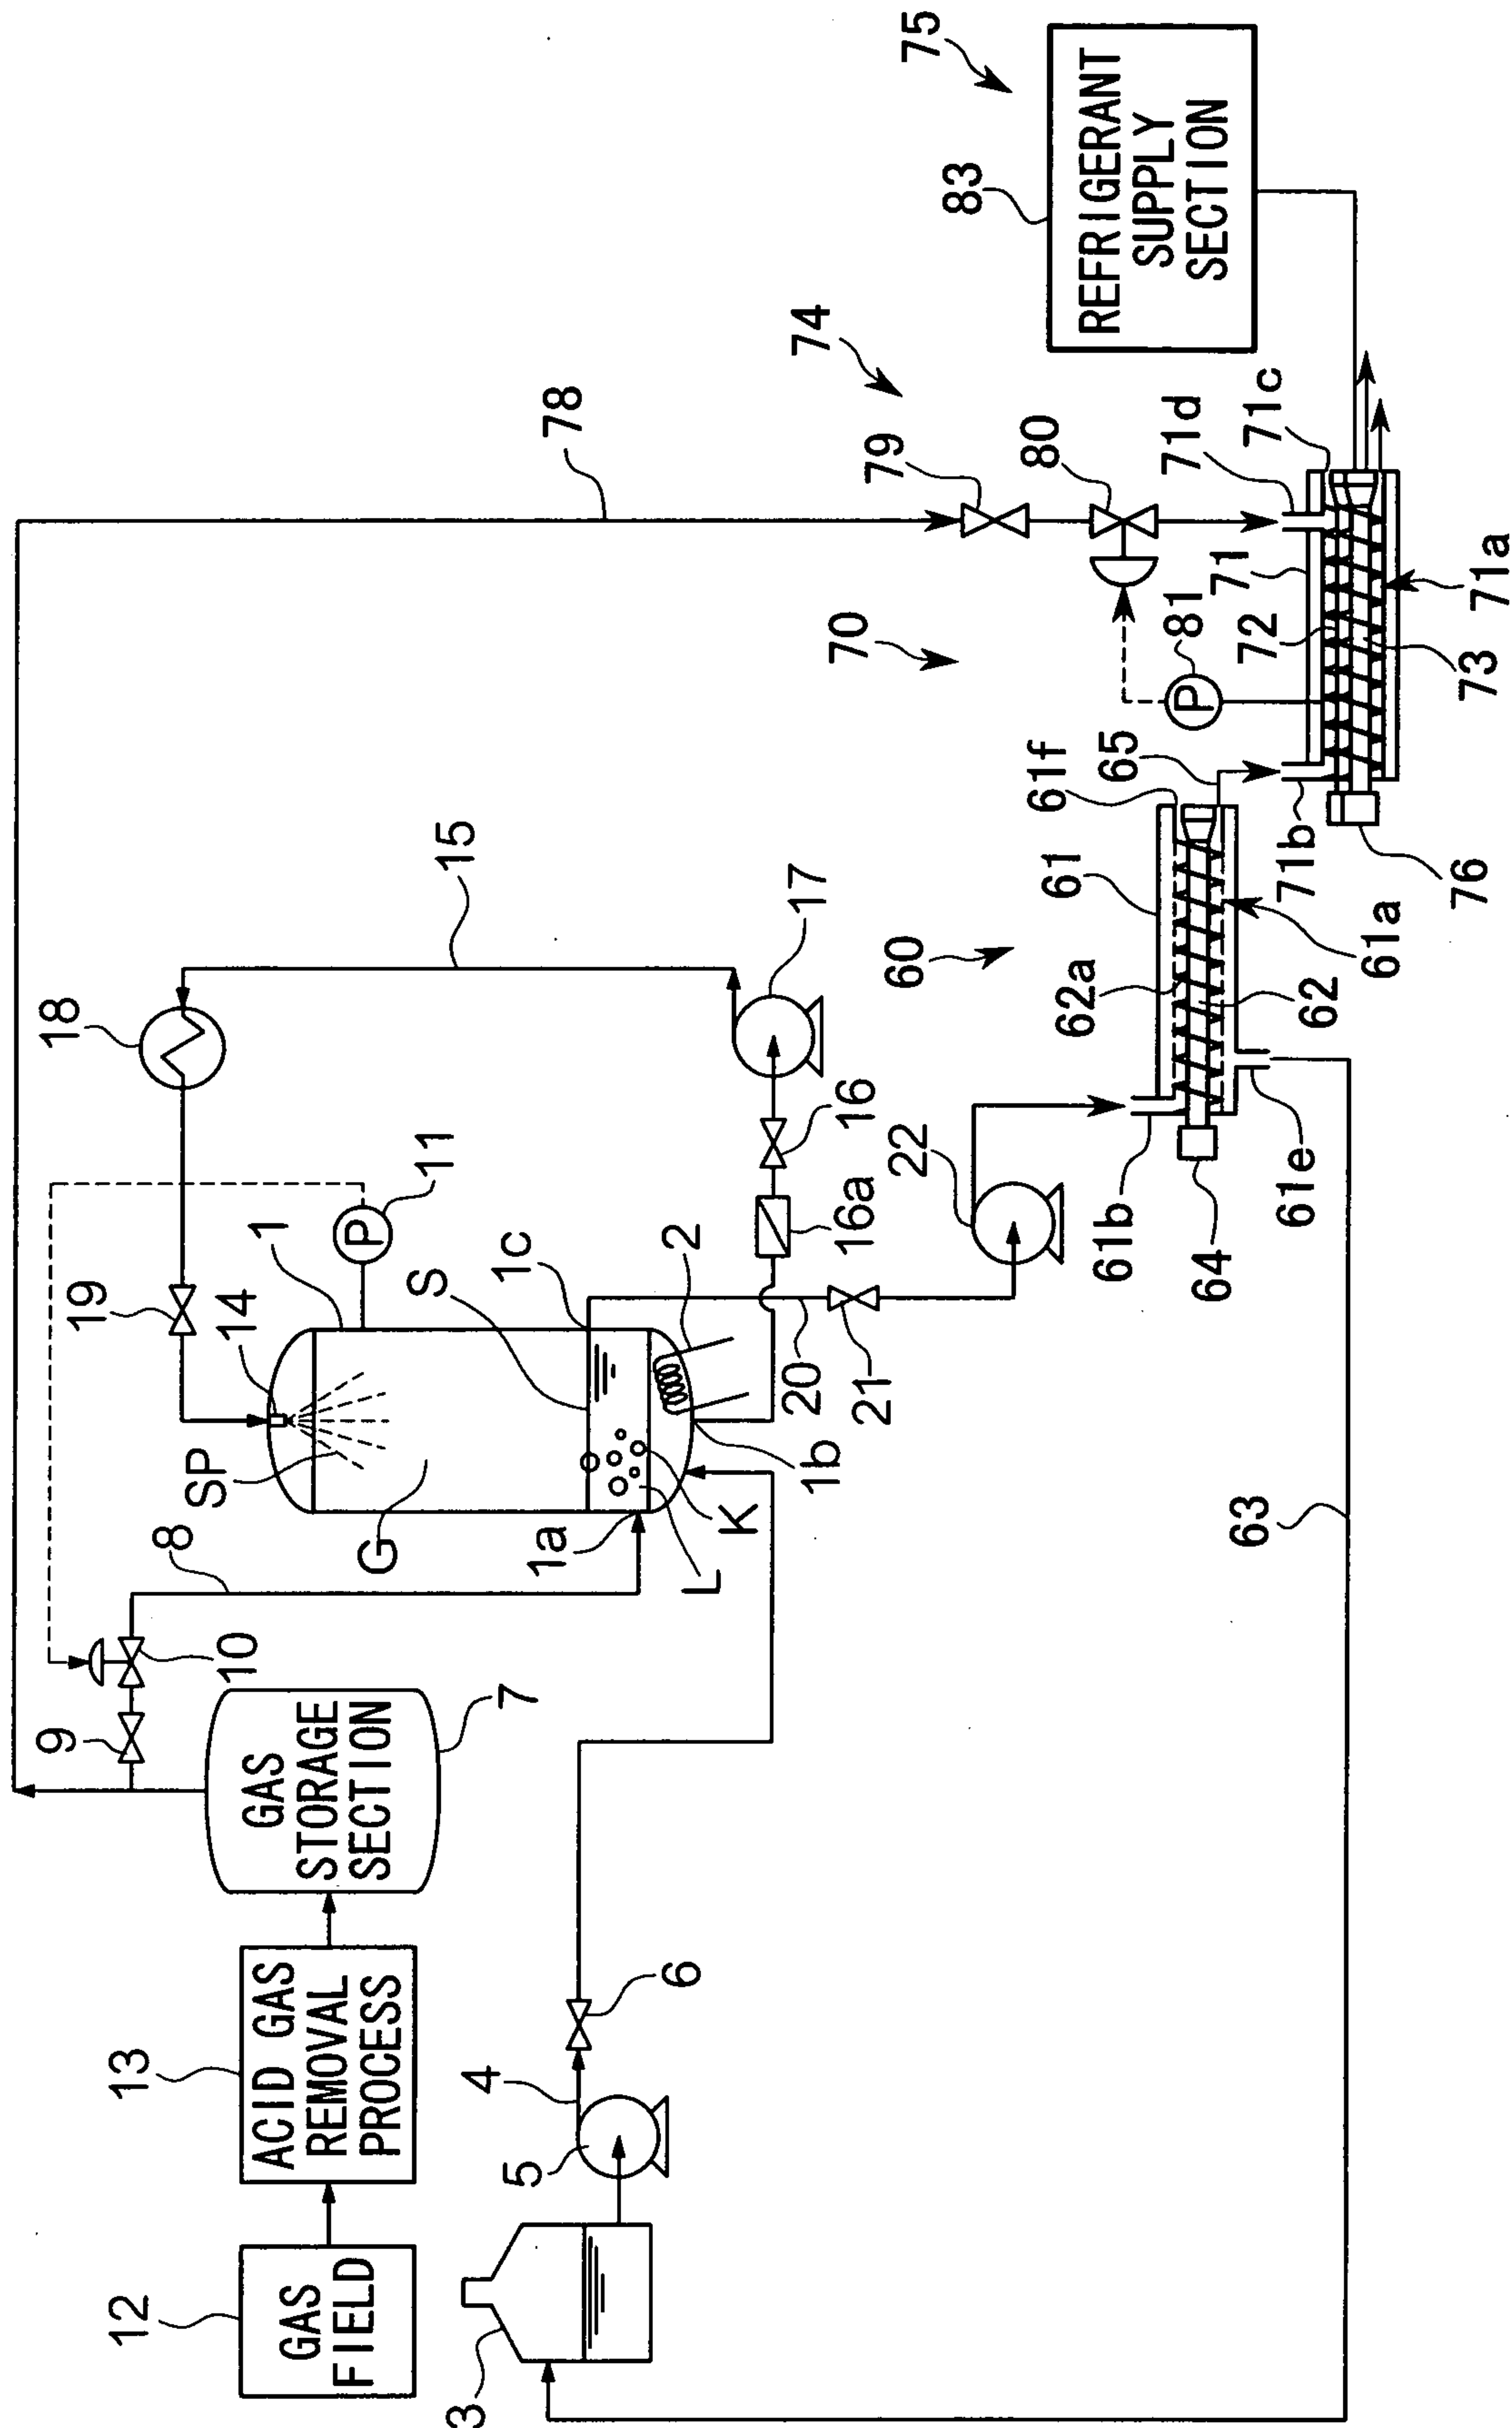 12
GAS
FIELD
13
ACID GAS
REMOVAL
PROCESS
GAS
STORAGE
SECTION
7
9
10
8
3
5
4
6
SP
G
14
19
1
P
11
S
1c
1a
L
K
1b
2
16a
16
17
15
18
20
21
22
63
60
61
61f
62a
62
61a
61b
61e
64
65
70
71
71a
71b
71c
71d
72
73
76
P
81
80
79
78
74
75
83
REFRIGERANT
SUPPLY
SECTION